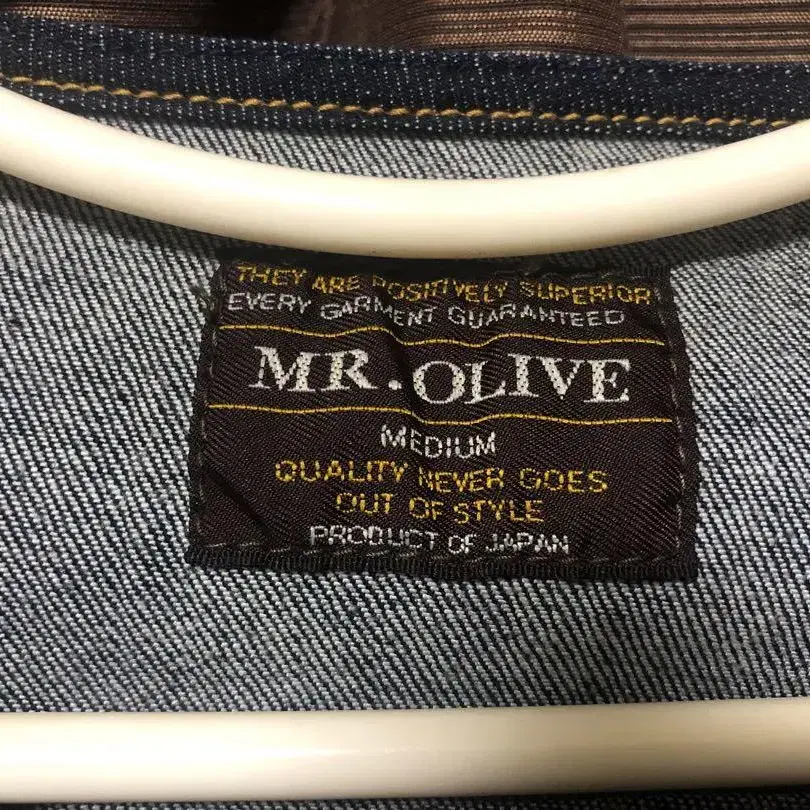 THEY ARE POSITIVELY SUPERIOR
EVERY GARMENT GUARANTEED
MR. OLIVE
MEDIUM
QUALITY NEVER GOES
OUT OF STYLE
PRODUCT OF JAPAN